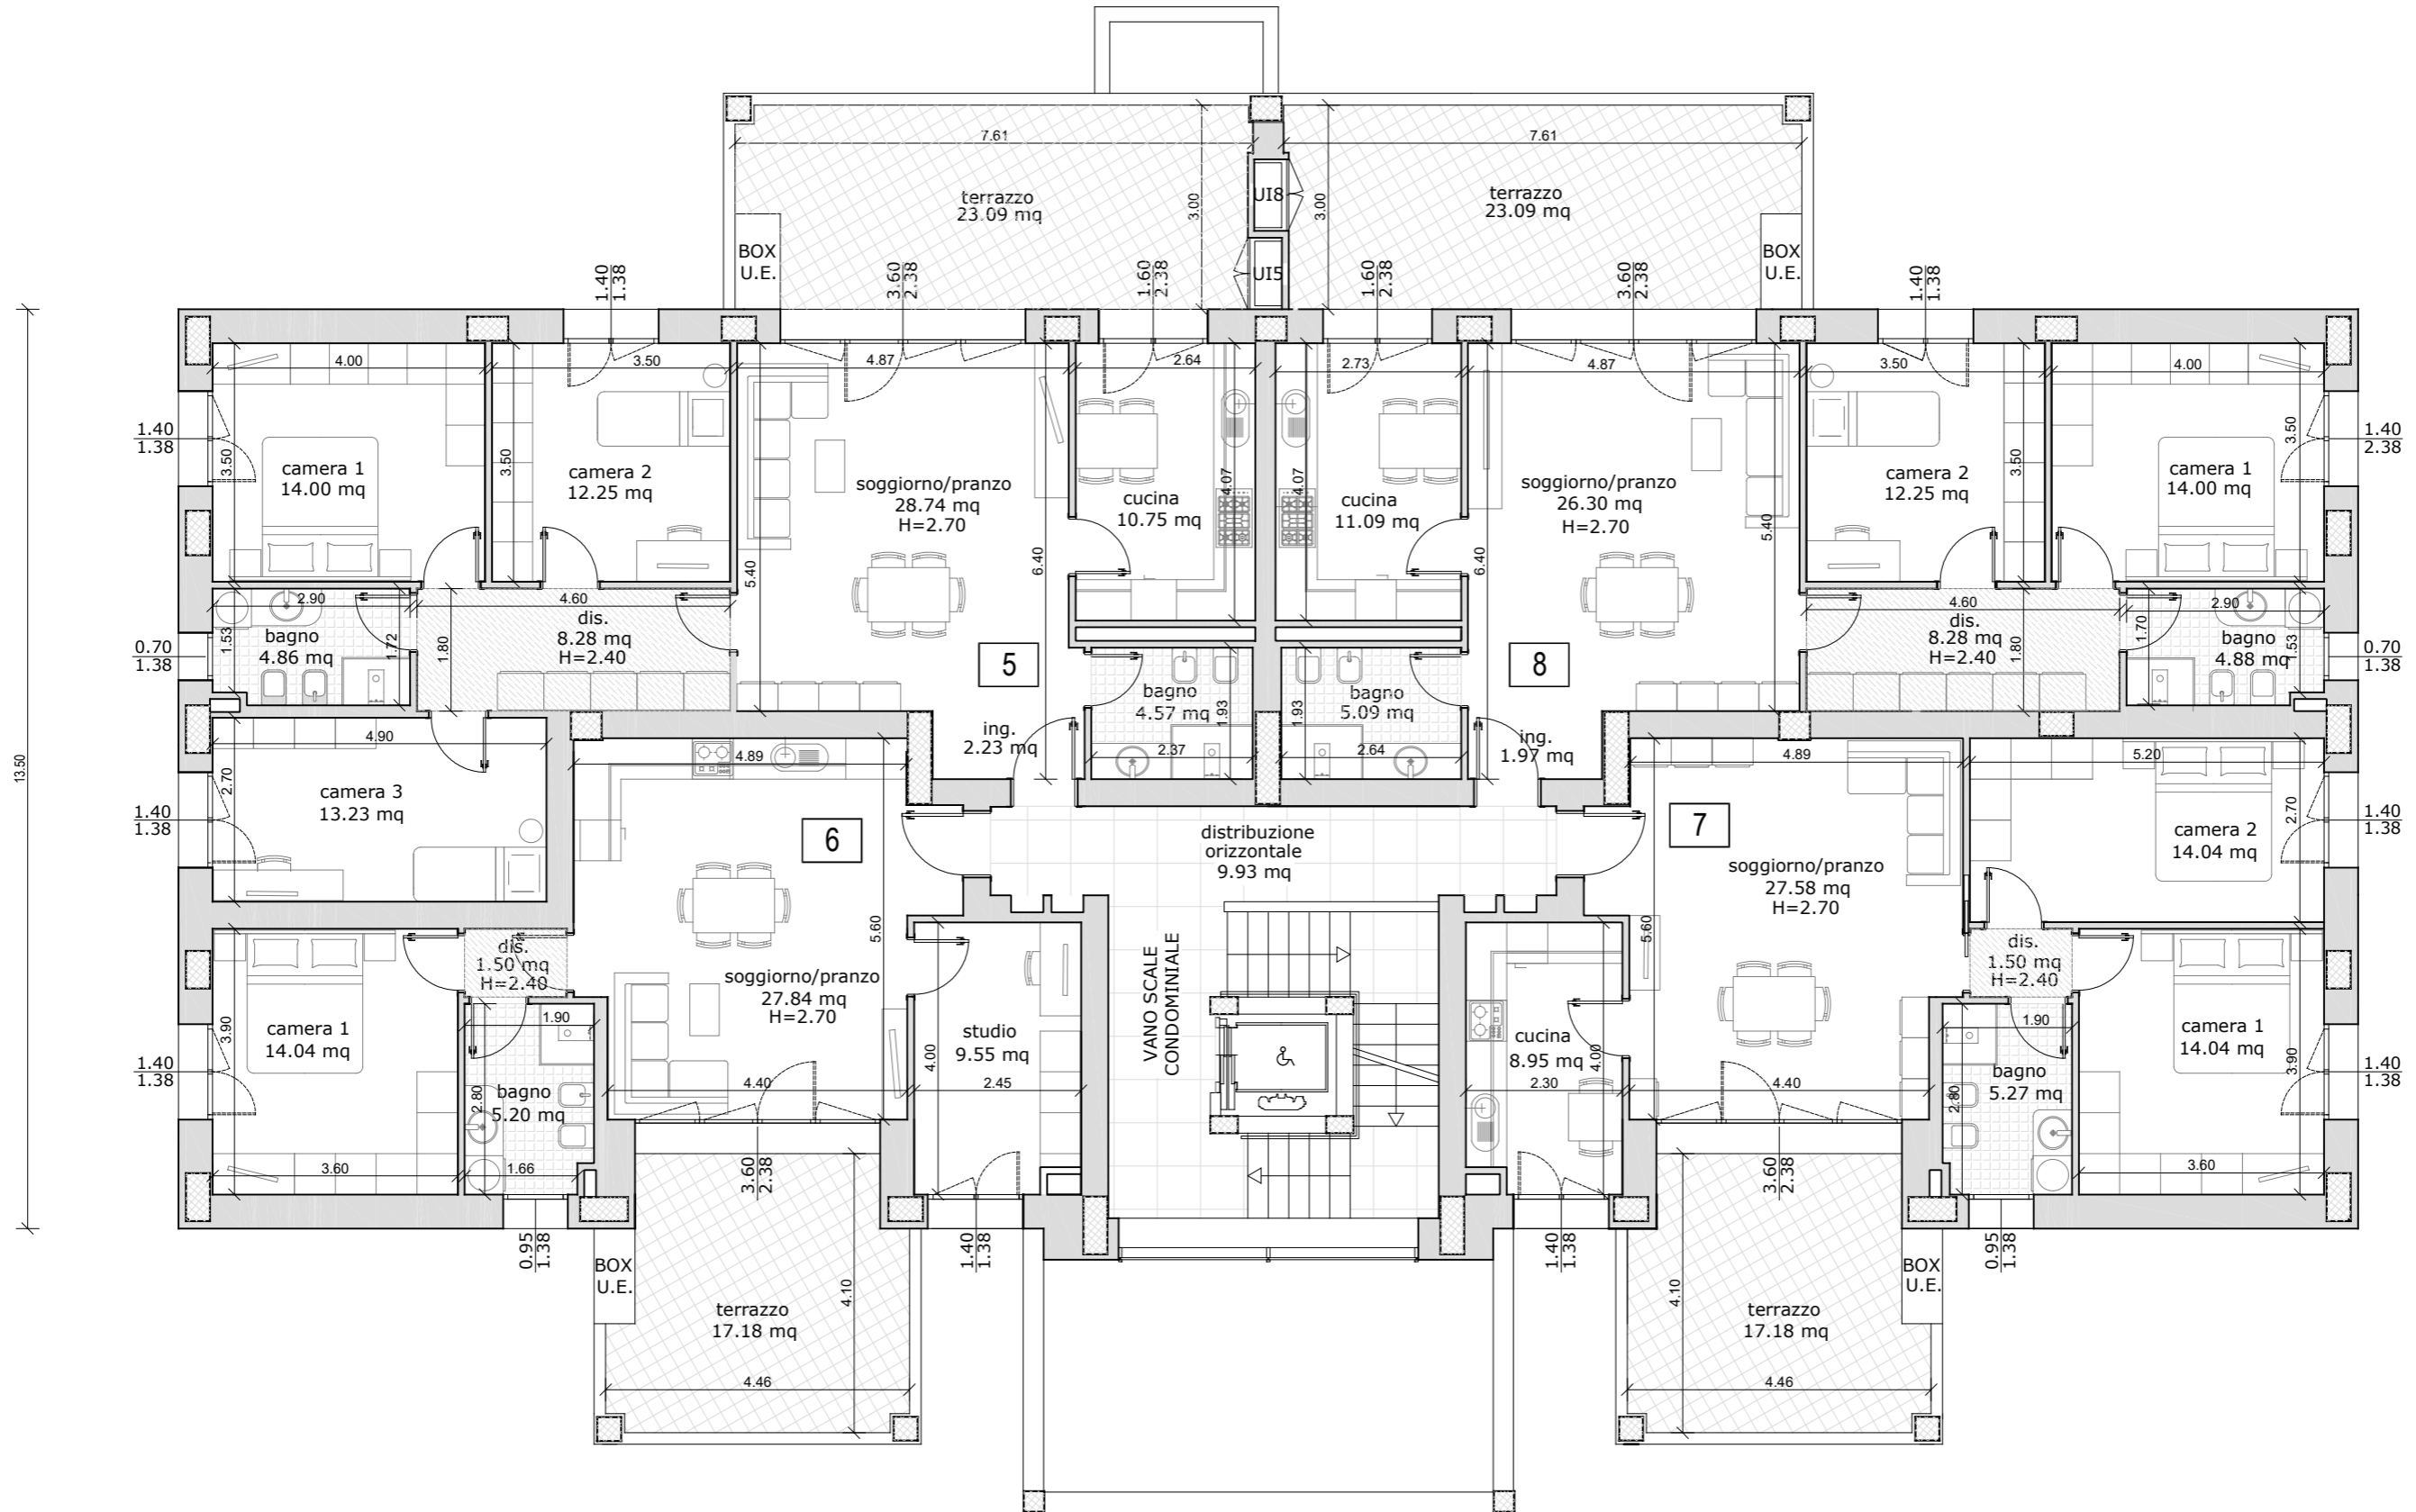 7.61
7.61
terrazzo
23.09 mq
3.00
UI8
3.00
terrazzo
23.09 mq
BOX
U.E.
UI5
BOX
U.E.
1.40
1.38
3.60
2.38
1.60
2.38
1.60
2.38
3.60
2.38
1.40
1.38
4.00
3.50
4.87
2.64
2.73
4.87
3.50
4.00
1.40
1.38
3.50
camera 1
14.00 mq
3.50
camera 2
12.25 mq
soggiorno/pranzo
28.74 mq
H=2.70
cucina
10.75 mq
4.07
4.07
cucina
11.09 mq
soggiorno/pranzo
26.30 mq
H=2.70
camera 2
12.25 mq
3.50
camera 1
14.00 mq
3.50
1.40
2.38
5.40
6.40
6.40
5.40
2.90
4.60
4.60
2.90
0.70
1.38
1.53
bagno
4.86 mq
1.72
1.80
dis.
8.28 mq
H=2.40
5
8
dis.
8.28 mq
H=2.40
1.80
1.70
bagno
4.88 mq
1.53
0.70
1.38
bagno
4.57 mq
1.93
2.37
1.93
bagno
5.09 mq
2.64
ing.
2.23 mq
ing.
1.97 mq
13.50
4.90
4.89
4.89
5.20
1.40
1.38
2.70
camera 3
13.23 mq
6
distribuzione
orizzontale
9.93 mq
7
camera 2
14.04 mq
2.70
1.40
1.38
soggiorno/pranzo
27.58 mq
H=2.70
5.60
5.60
dis.
1.50 mq
H=2.40
soggiorno/pranzo
27.84 mq
H=2.70
dis.
1.50 mq
H=2.40
1.40
1.38
3.90
camera 1
14.04 mq
1.90
4.00
studio
9.55 mq
VANO SCALE
CONDOMINIALE
cucina
8.95 mq
4.00
1.90
camera 1
14.04 mq
3.90
1.40
1.38
2.80
bagno
5.20 mq
4.40
2.45
2.30
4.40
2.80
bagno
5.27 mq
3.60
1.66
3.60
2.38
3.60
2.38
3.60
0.95
1.38
1.40
1.38
1.40
1.38
0.95
1.38
BOX
U.E.
BOX
U.E.
terrazzo
17.18 mq
4.10
4.10
terrazzo
17.18 mq
4.46
4.46